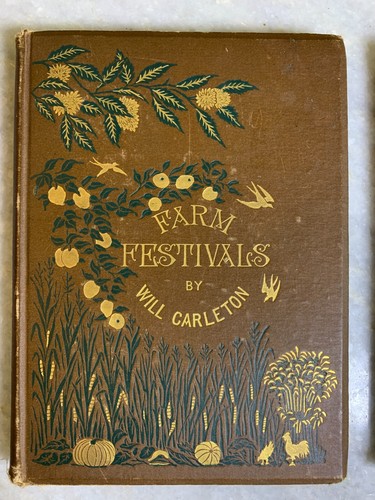 FARM
FESTIVALS
BY
WILL CARLETON